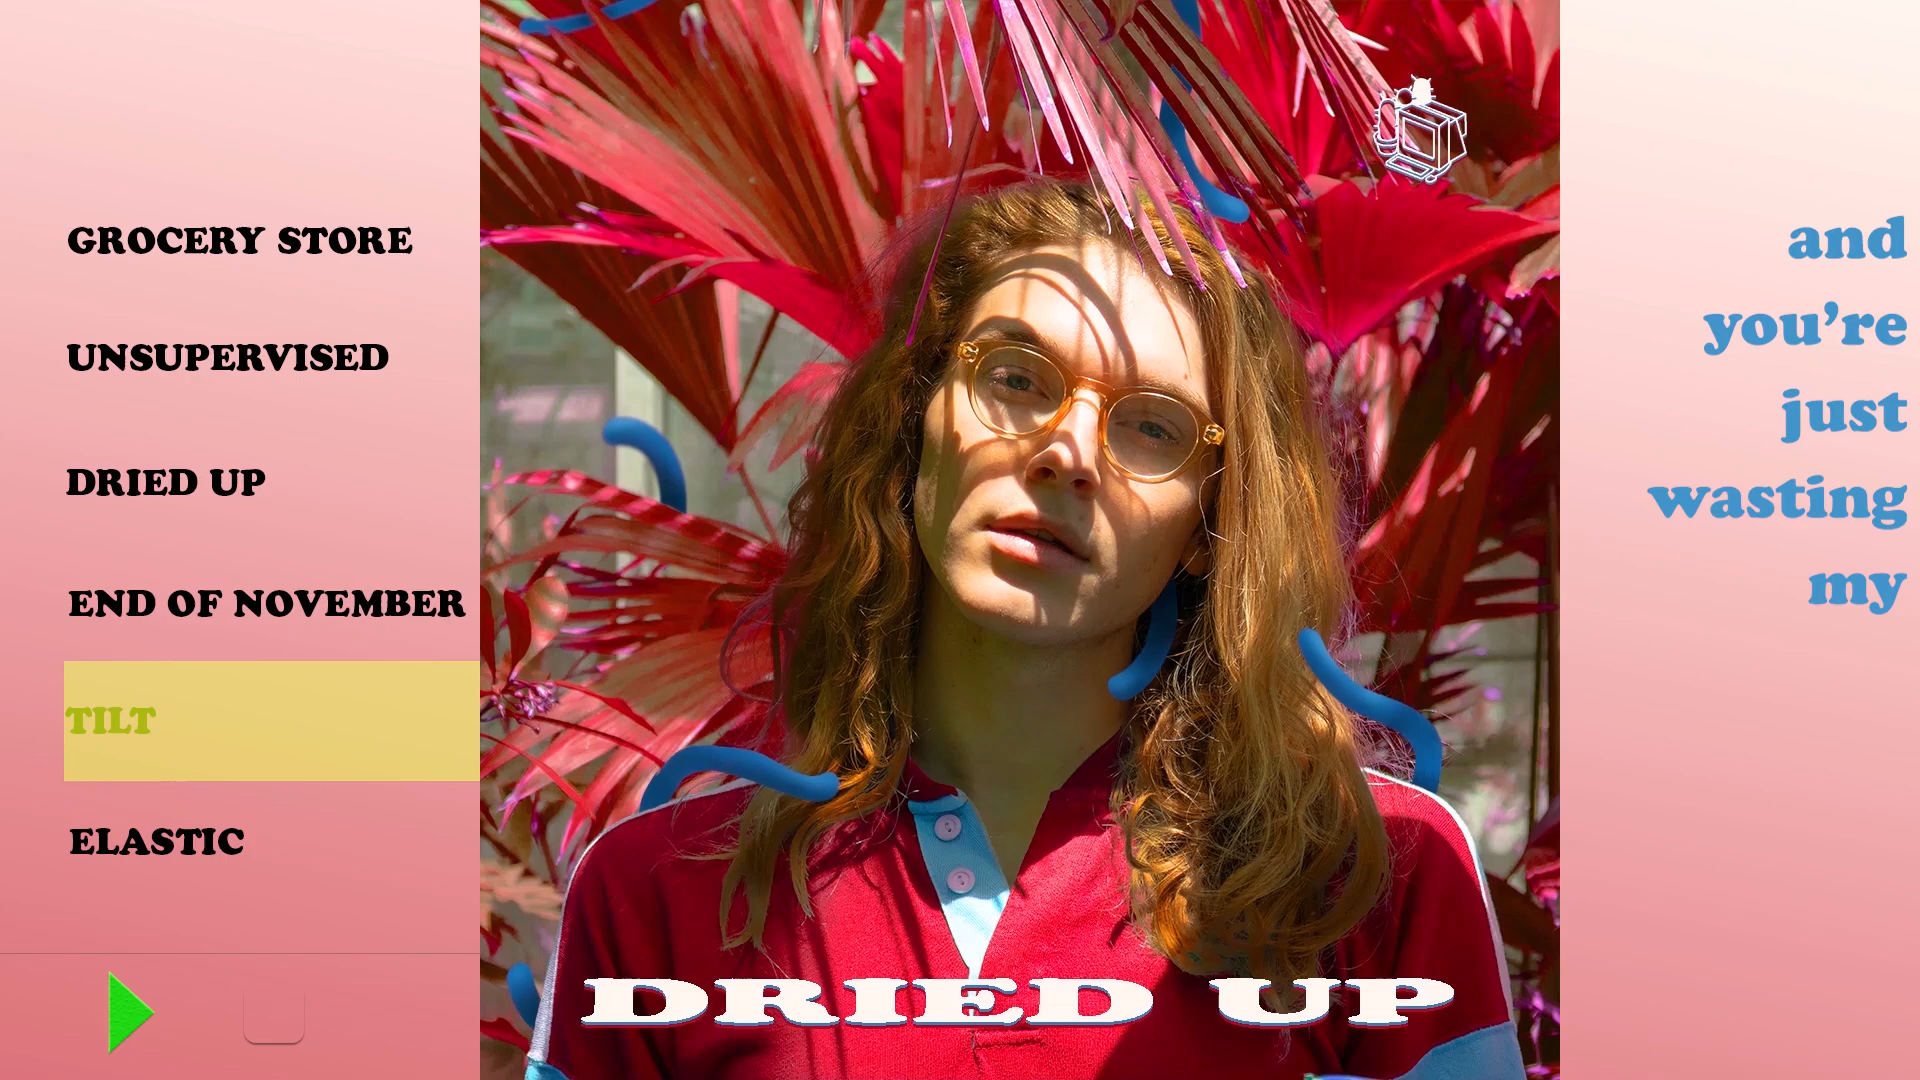 GROCERY STORE
UNSUPERVISED
DRIED UP
END OF NOVEMBER
TILT
ELASTIC
DRIED UP
and
you're
just
wasting
my